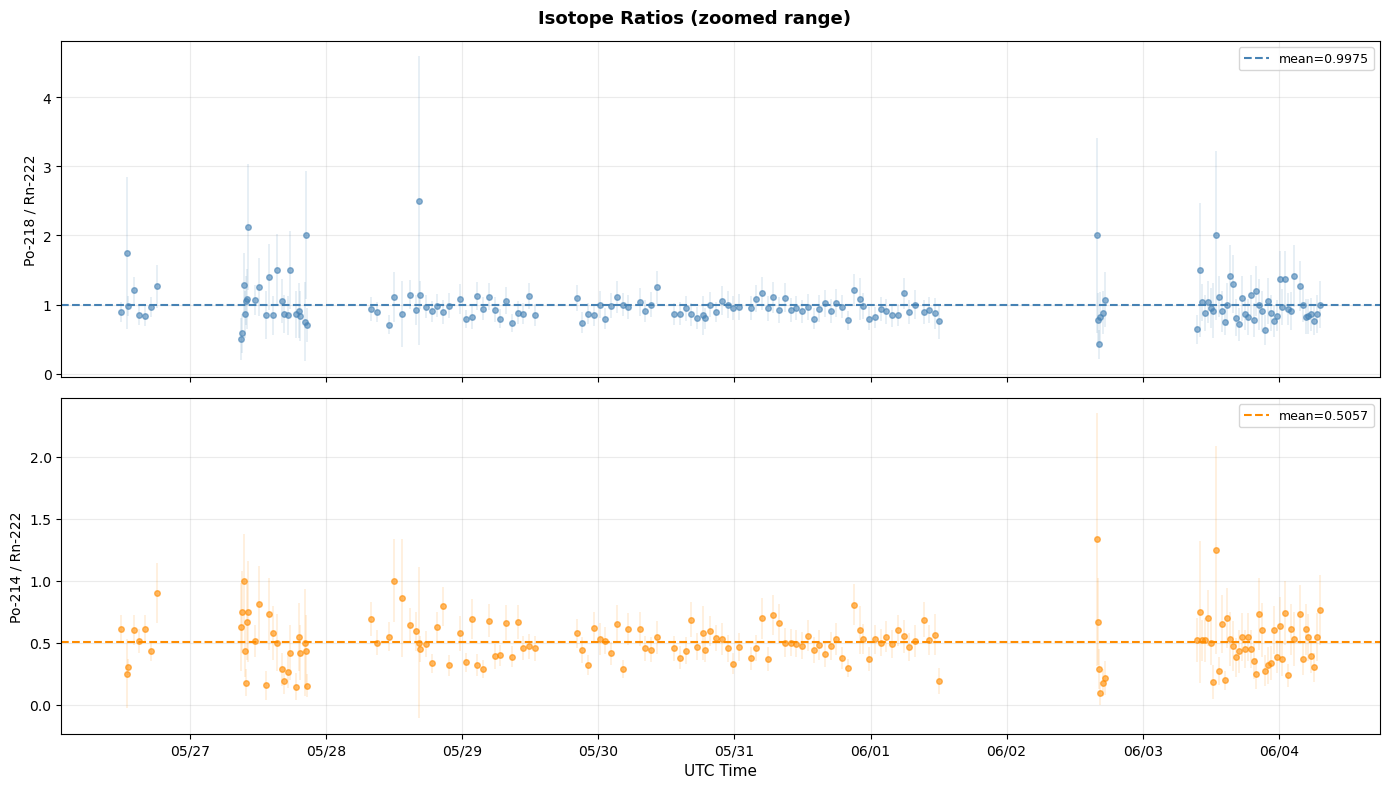 Isotope Ratios (zoomed range)
mean=0.9975
Po-218 / Rn-222
4
3
2
1
0
mean=0.5057
Po-214 / Rn-222
2.0
1.5
1.0
0.5
0.0
05/27 05/28 05/29 05/30 05/31 06/01 06/02 06/03 06/04
UTC Time